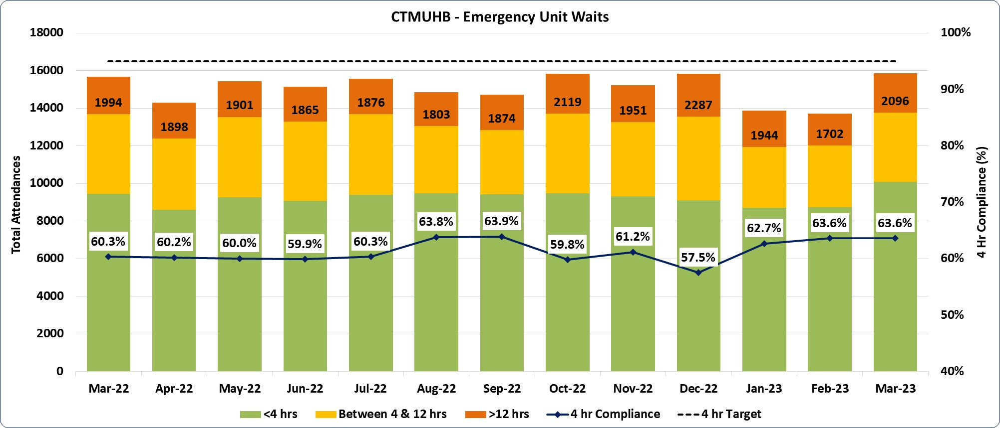 CTMUHB - Emergency Unit Waits
18000
16000
14000
12000
10000
8000
6000
4000
2000
0
Total Attendances
100%
90%
80%
70%
60%
50%
40%
4 Hr Compliance (%)
1994
1898
1901
1865
1876
1803
1874
2119
1951
2287
1944
1702
2096
60.3%
60.2%
60.0%
59.9%
60.3%
63.8%
63.9%
59.8%
61.2%
57.5%
62.7%
63.6%
63.6%
Mar-22
Apr-22
May-22
Jun-22
Jul-22
Aug-22
Sep-22
Oct-22
Nov-22
Dec-22
Jan-23
Feb-23
Mar-23
<4 hrs
Between 4 & 12 hrs
>12 hrs
4 hr Compliance
4 hr Target